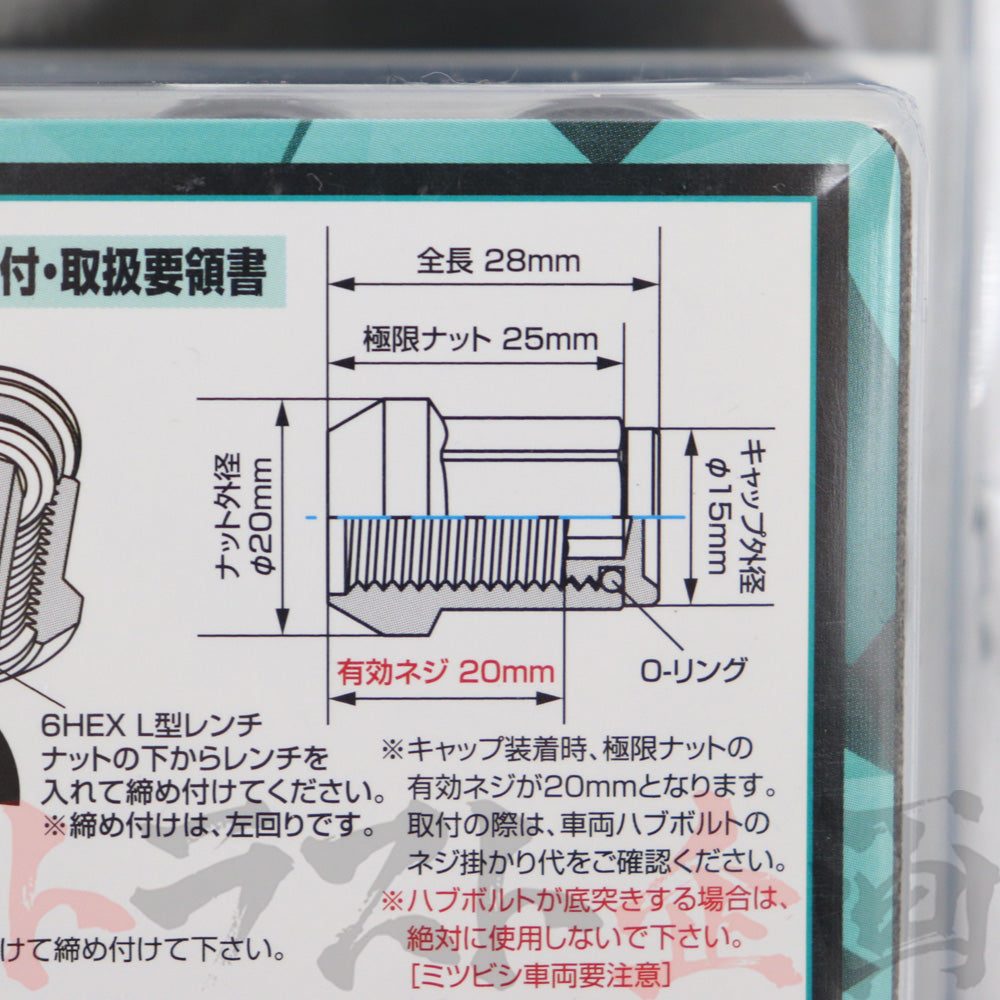 付・取扱要領書
全長 28mm
極限ナット 25mm
ナット外径
φ20mm
キャップ外径
φ15mm
有効ネジ 20mm
O-リング
6HEX L型レンチ
ナットの下からレンチを
入れて締め付けてください。
※締め付けは、左回りです。
けて締め付けて下さい。
※キャップ装着時、極限ナットの
有効ネジが20mmとなります。
取付の際は、車両ハブボルトの
ネジ掛かり代をご確認ください。
※ハブボルトが底突きする場合は、
絶対に使用しないで下さい。
[ミツビシ車両要注意]
トラスト企画